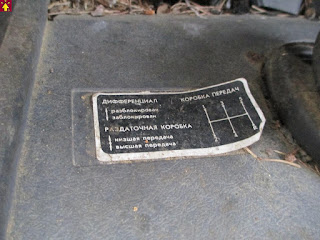 ДИФФЕРЕНЦИАЛ
разблокирован
заблокирован
РАЗДАТОЧНАЯ КОРОБКА
низшая передача
высшая передача
КОРОБКА ПЕРЕДАЧ